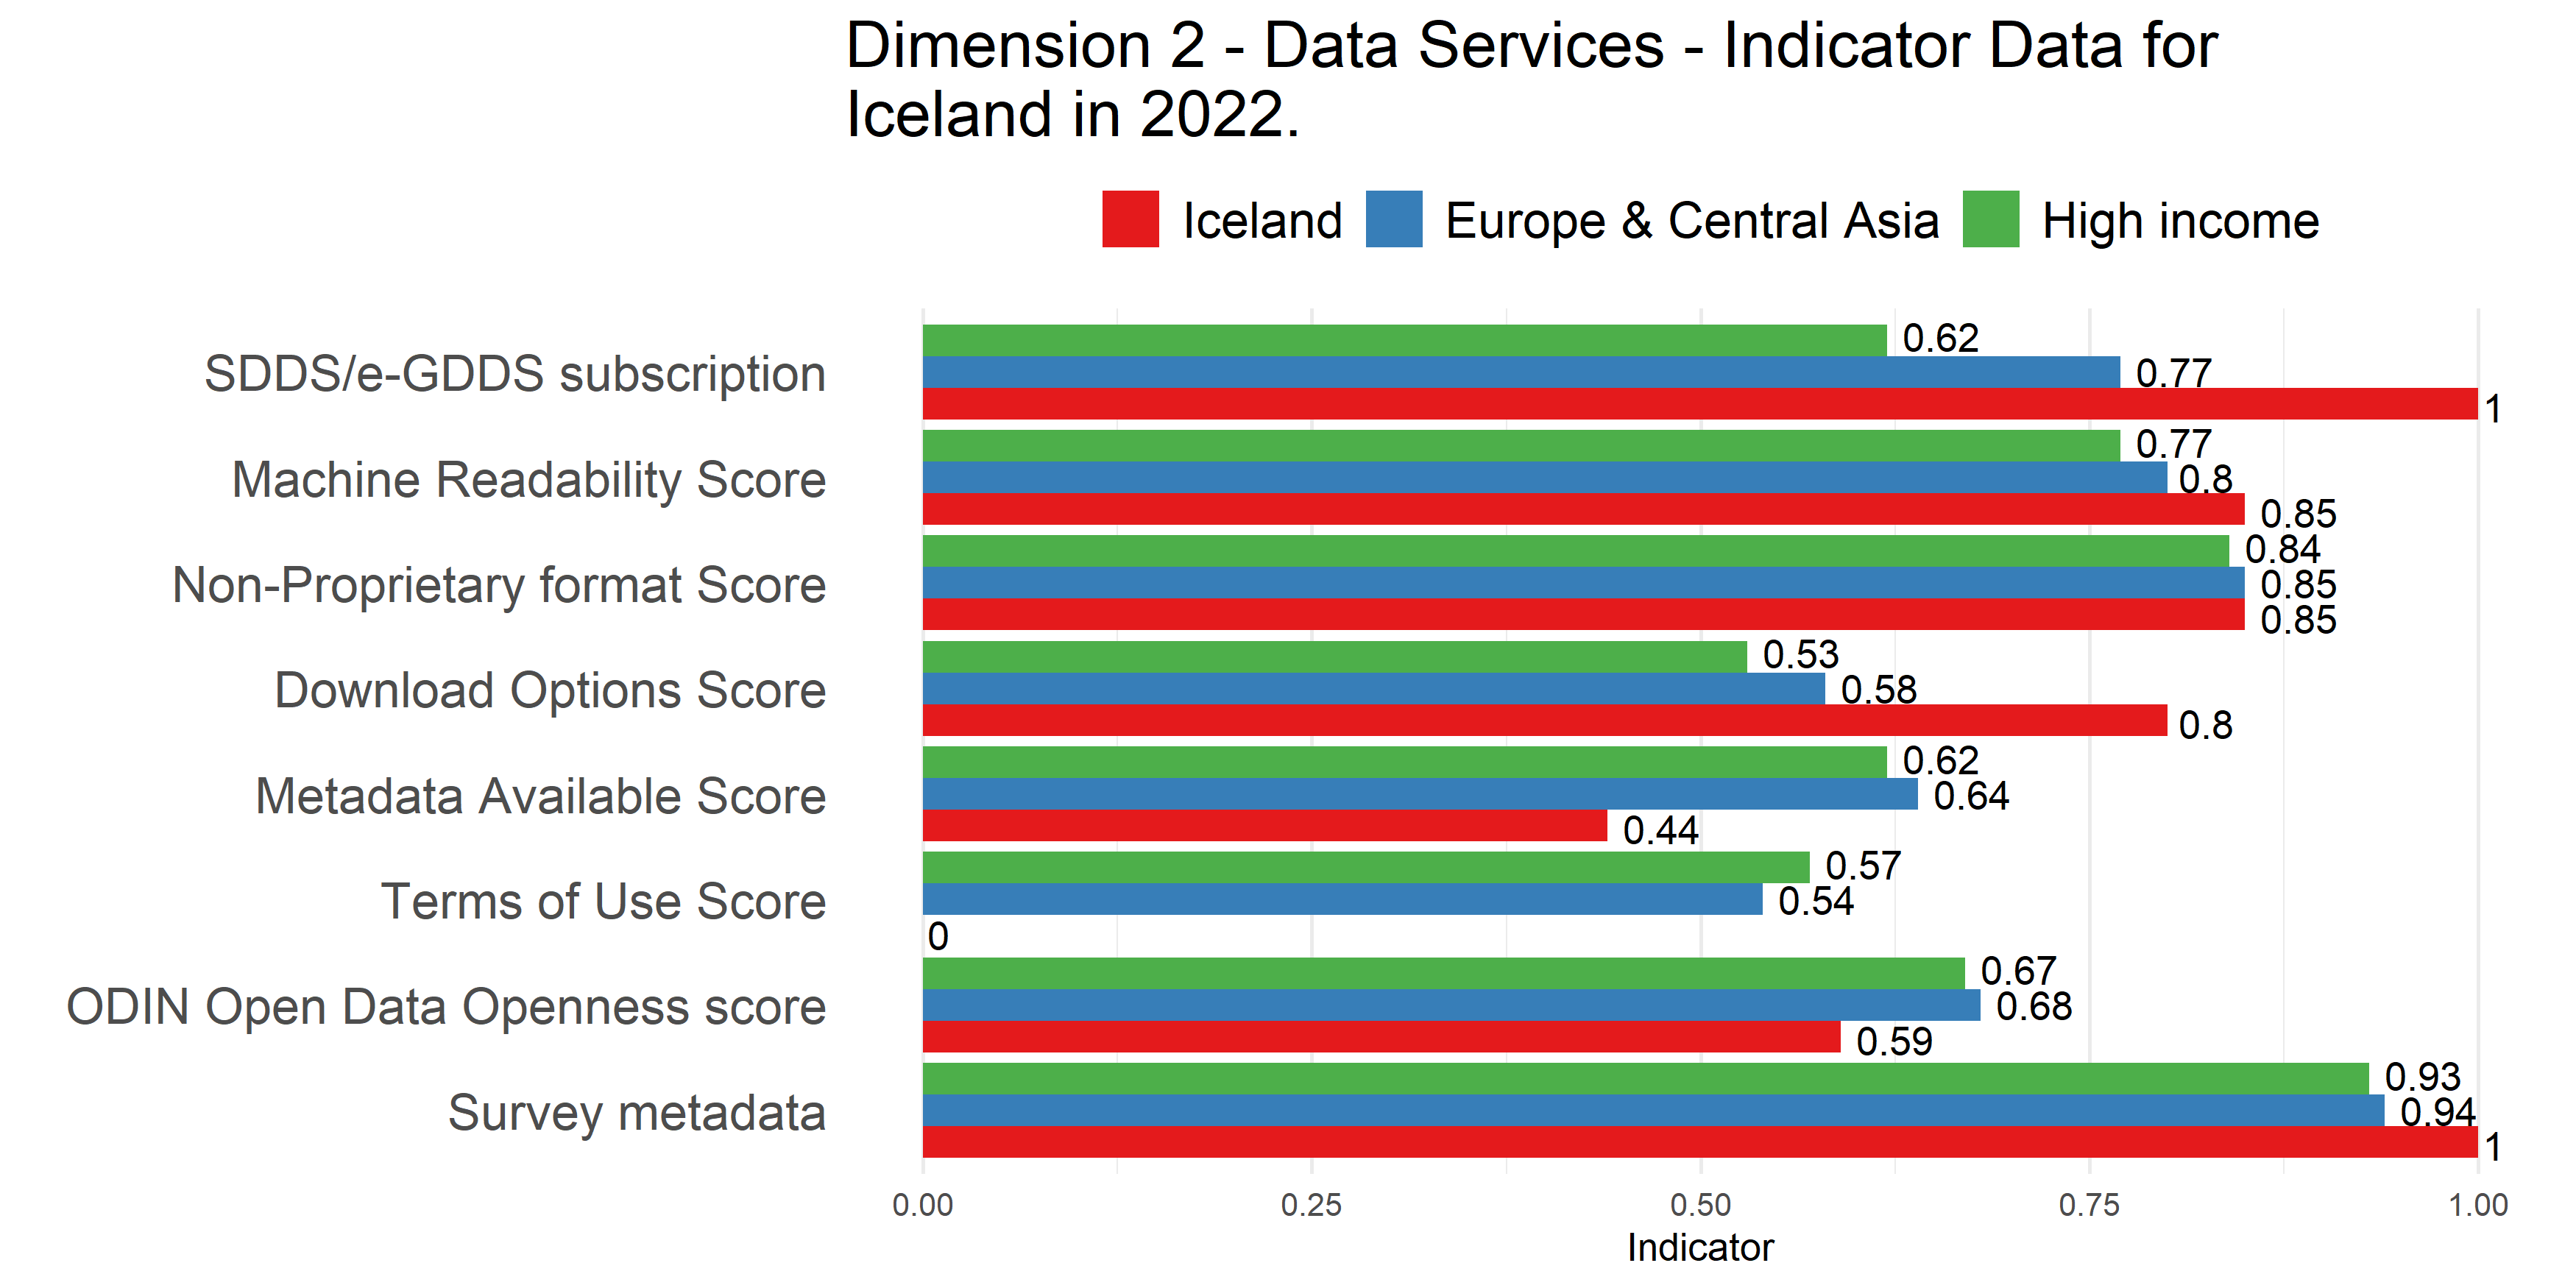 Dimension 2 - Data Services - Indicator Data for
Iceland in 2022.
Iceland
Europe & Central Asia
High income
SDDS/e-GDDS subscription
0.62
0.77
1
Machine Readability Score
0.77
0.8
0.85
Non-Proprietary format Score
0.84
0.85
0.85
Download Options Score
0.53
0.58
0.8
Metadata Available Score
0.62
0.64
0.44
Terms of Use Score
0.57
0.54
0
ODIN Open Data Openness score
0.67
0.68
0.59
Survey metadata
0.93
0.94
1
0.00 0.25 0.50 0.75 1.00
Indicator